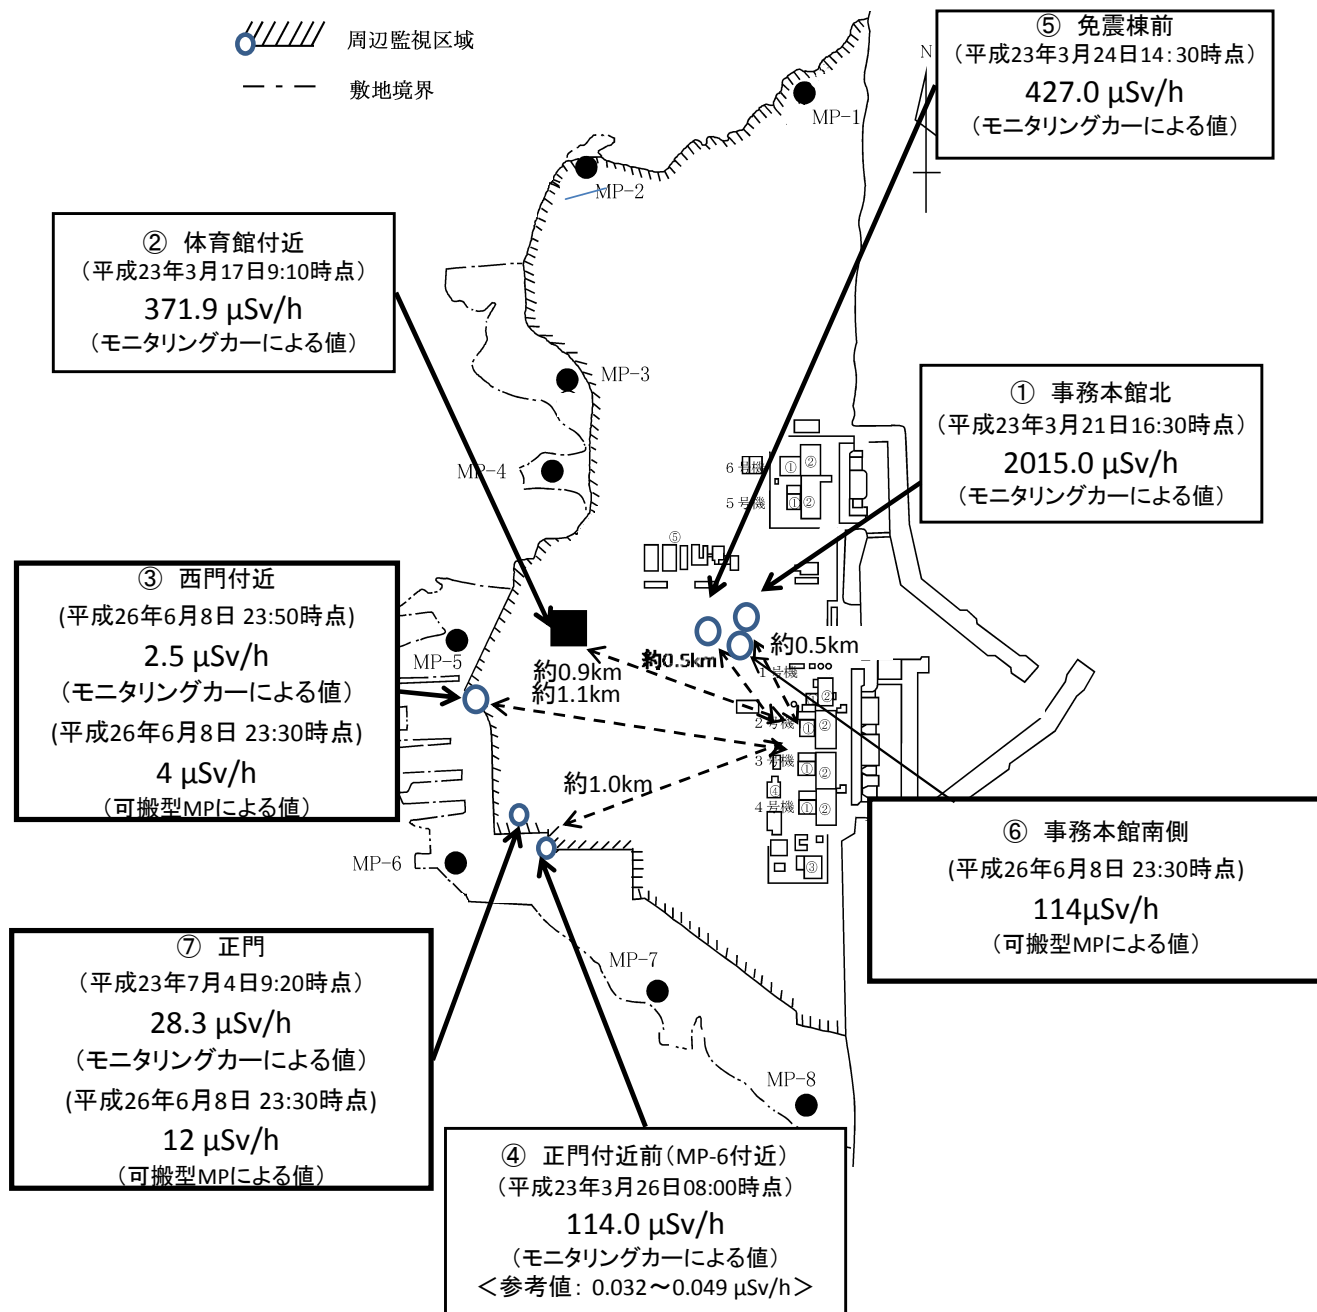 周辺監視区域
敷地境界
⑤ 免震棟前
(平成23年3月24日14:30時点)
427.0 μSv/h
(モニタリングカーによる値)
N
MP-1
MP-2
② 体育館付近
(平成23年3月17日9:10時点)
371.9 μSv/h
(モニタリングカーによる値)
MP-3
① 事務本館北
(平成23年3月21日16:30時点)
2015.0 μSv/h
(モニタリングカーによる値)
MP-4
6号機
① ②
5号機
① ②
⑤
③ 西門付近
(平成26年6月8日 23:50時点)
2.5 μSv/h
(モニタリングカーによる値)
(平成26年6月8日 23:30時点)
4 μSv/h
(可搬型MPによる値)
MP-5
約0.9km
約1.1km
約0.5km
約0.5km
1号機
②
2号機
① ②
3号機
① ②
約1.0km
④
4号機
① ②
③
⑥ 事務本館南側
(平成26年6月8日 23:30時点)
114μSv/h
(可搬型MPによる値)
MP-6
⑦ 正門
(平成23年7月4日9:20時点)
28.3 μSv/h
(モニタリングカーによる値)
(平成26年6月8日 23:30時点)
12 μSv/h
(可搬型MPによる値)
MP-7
MP-8
④ 正門付近前(MP-6付近)
(平成23年3月26日08:00時点)
114.0 μSv/h
(モニタリングカーによる値)
<参考値: 0.032～0.049 μSv/h>